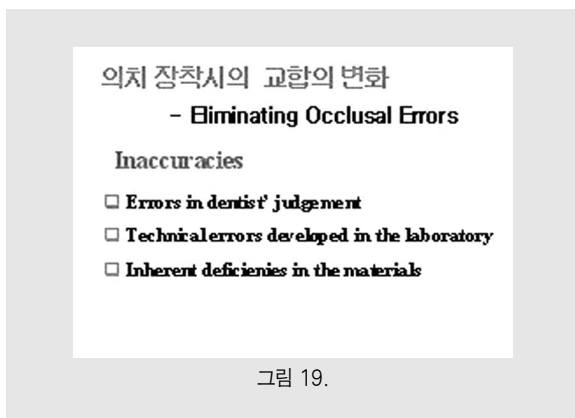 의치 장착시의 교합의 변화
- Eliminating Occlusal Errors
Inaccuracies
❑ Errors in dentist' judgement
❑ Technical errors developed in the laboratory
❑ Inherent deficienies in the materials
그림 19.